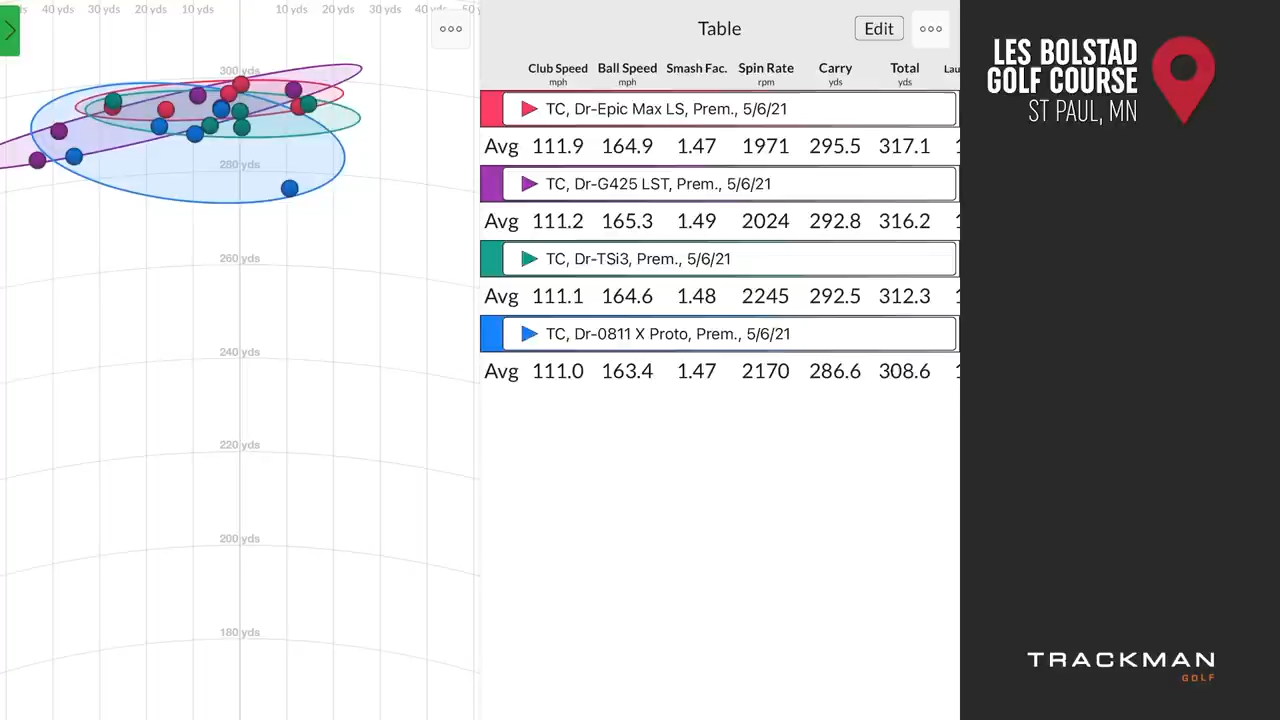 40 yds 30 yds 20 yds 10 yds 10 yds 20 yds 30 yds 40 yds
300 yds
280 yds
260 yds
240 yds
220 yds
200 yds
180 yds
Table
Edit
Club Speed Ball Speed Smash Fac. Spin Rate Carry Total Lau
mph mph rpm yds yds
TC, Dr-Epic Max LS, Prem., 5/6/21
Avg 111.9 164.9 1.47 1971 295.5 317.1
TC, Dr-G425 LST, Prem., 5/6/21
Avg 111.2 165.3 1.49 2024 292.8 316.2
TC, Dr-TSi3, Prem., 5/6/21
Avg 111.1 164.6 1.48 2245 292.5 312.3
TC, Dr-0811 X Proto, Prem., 5/6/21
Avg 111.0 163.4 1.47 2170 286.6 308.6
LES BOLSTAD
GOLF COURSE
ST PAUL, MN
TRACKMAN
GOLF